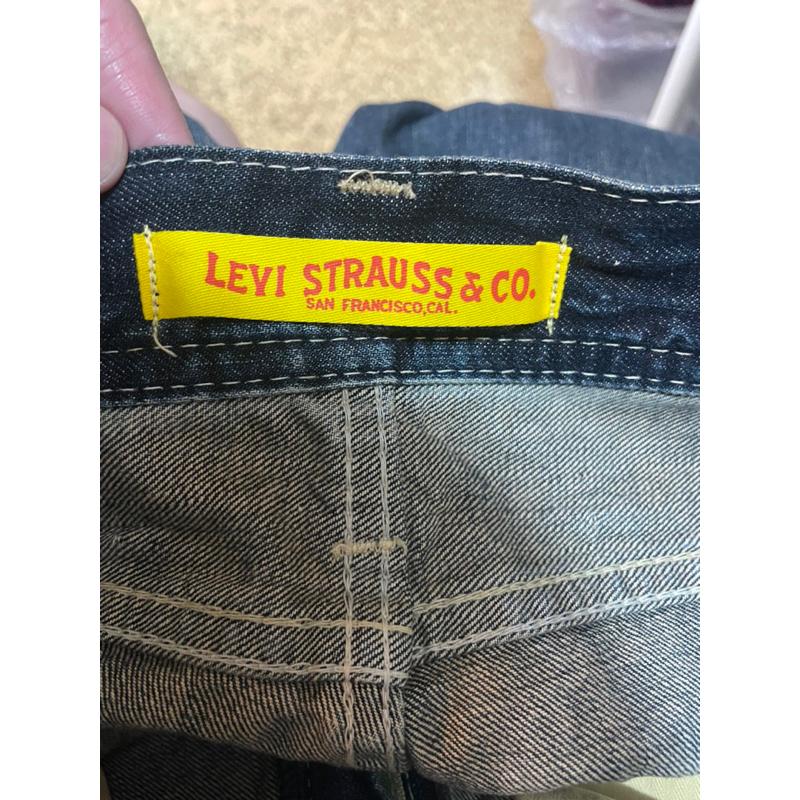 LEVI STRAUSS & CO.
SAN FRANCISCO, CAL.